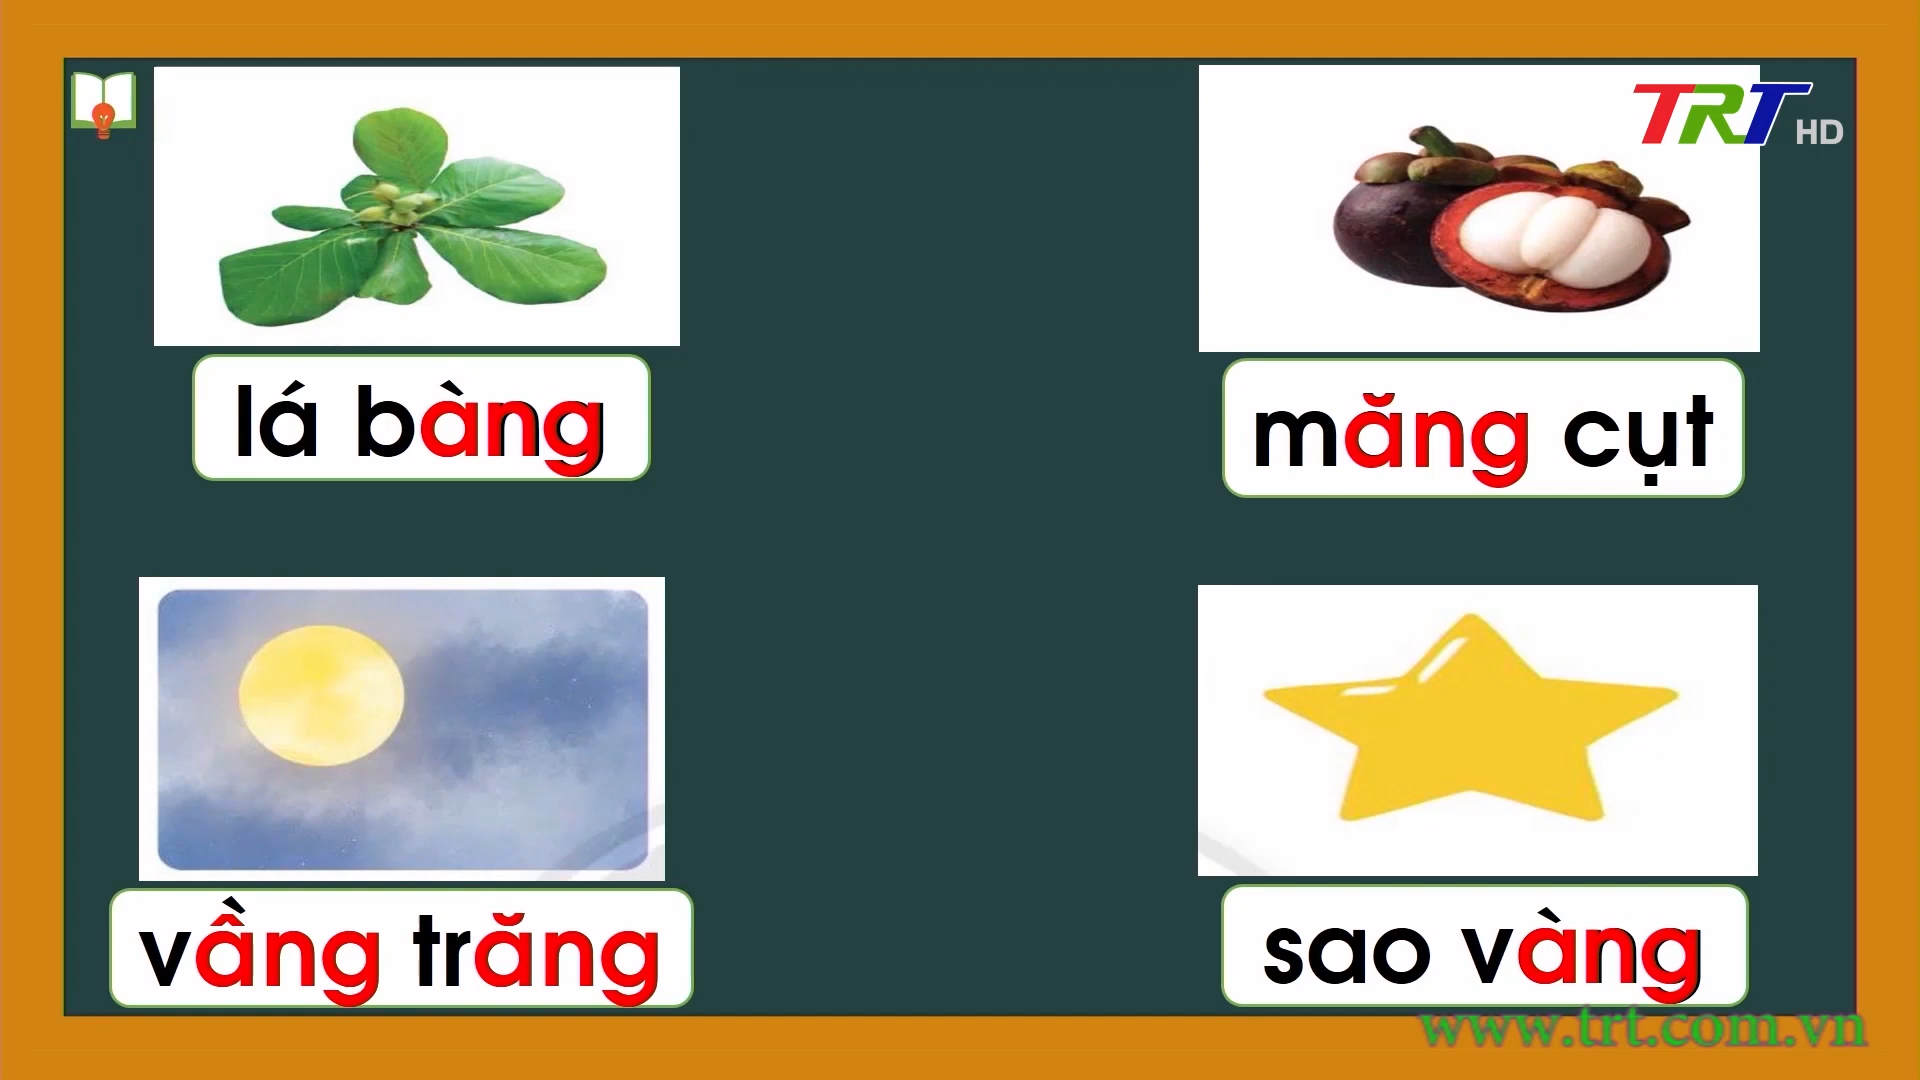 TRT HD
lá bàng
măng cụt
vầng trăng
sao vàng
www.trt.com.vn